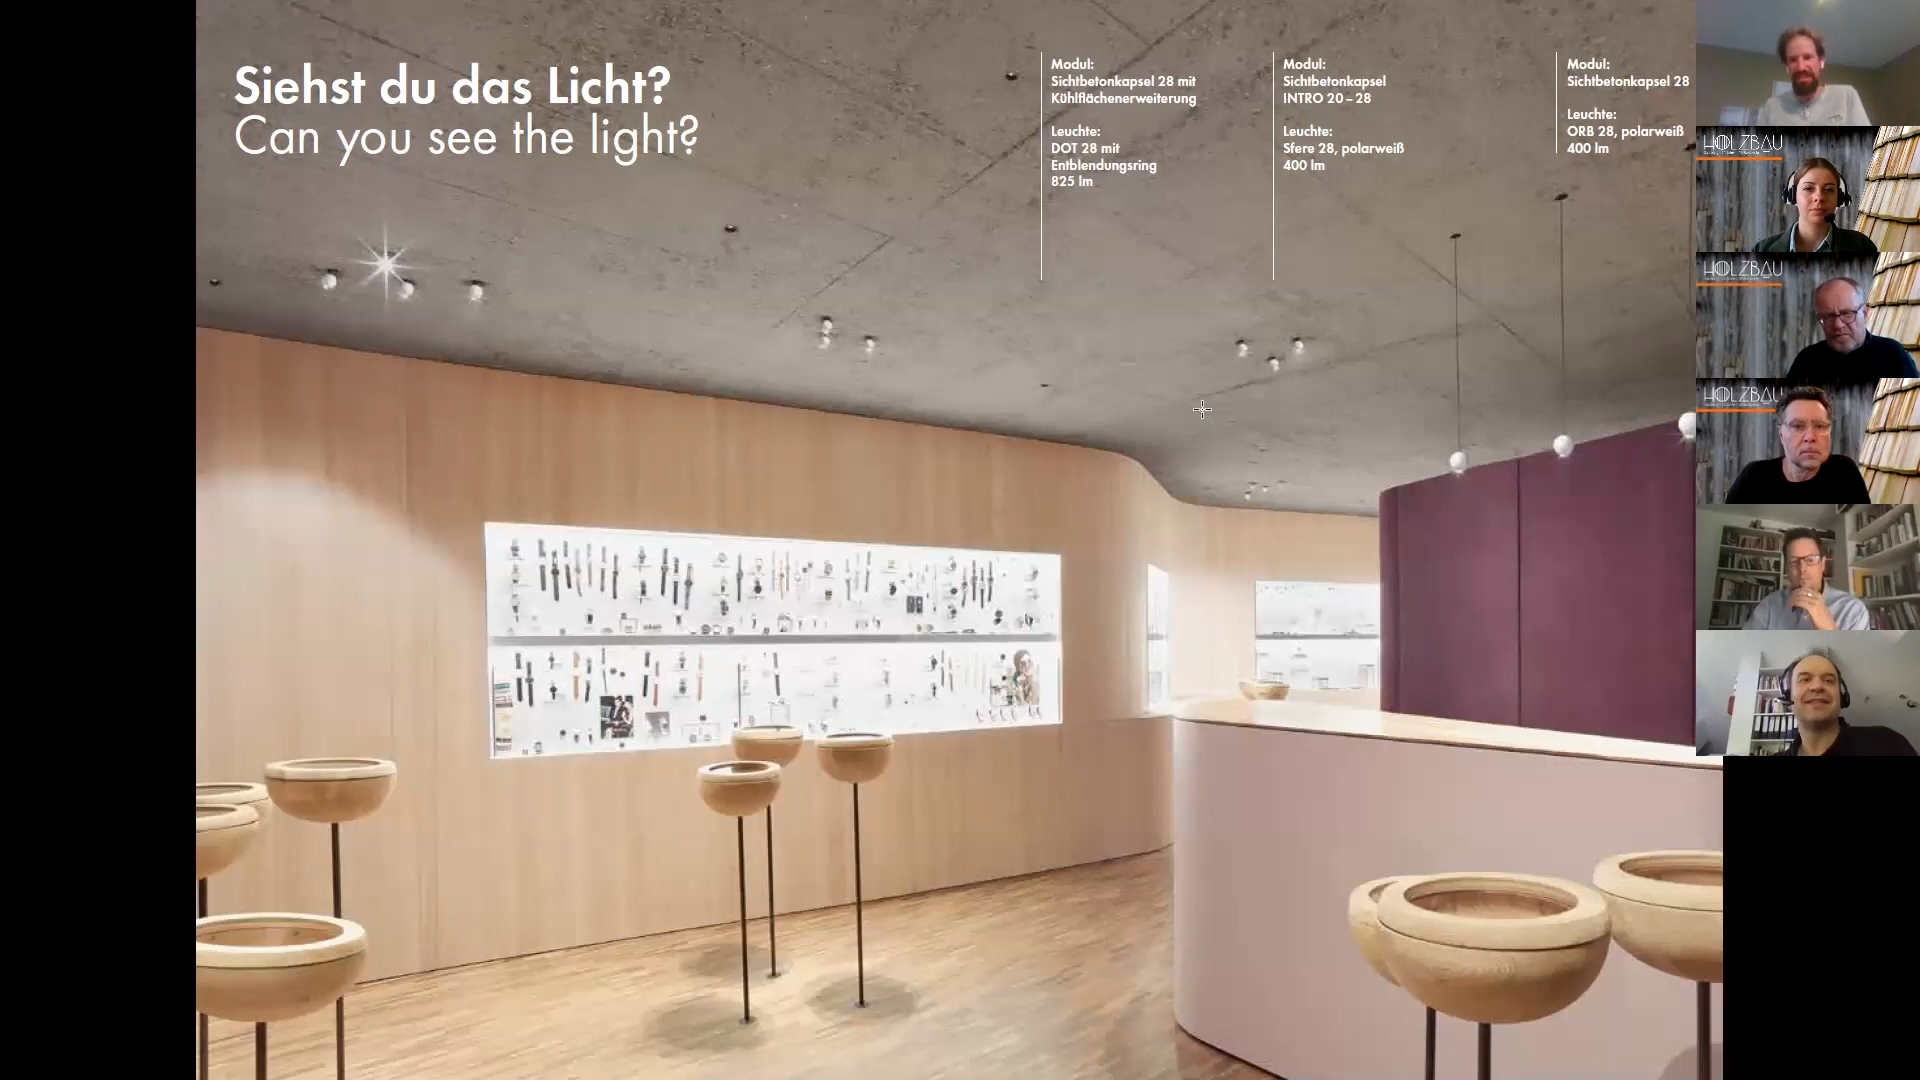 Siehst du das Licht?
Can you see the light?
Modul:
Sichtbetonkapsel 28 mit
Kühlflächenerweiterung
Leuchte:
DOT 28 mit
Entblendungsring
825 lm
Modul:
Sichtbetonkapsel
INTRO 20 – 28
Leuchte:
Sfere 28, polarweiß
400 lm
Modul:
Sichtbetonkapsel 28
Leuchte:
ORB 28, polarweiß
400 lm
HOLZBAU
HOLZBAU
HOLZBAU